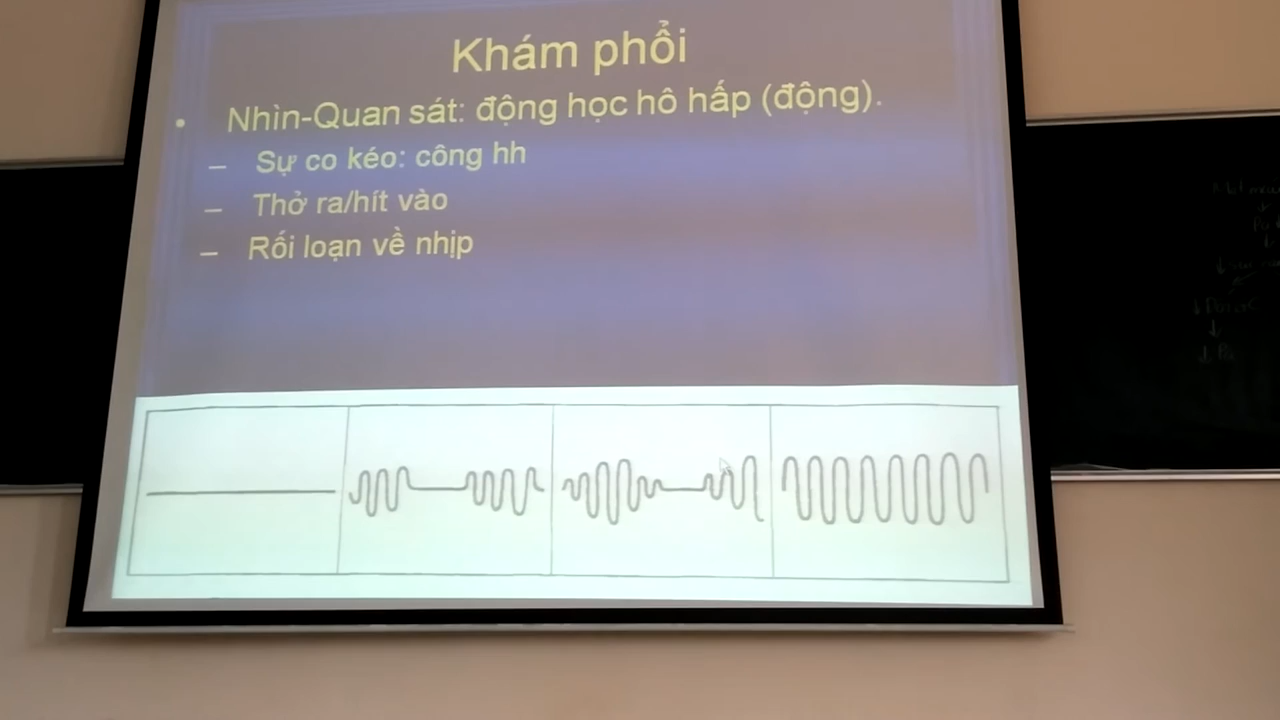 Khám phổi
• Nhìn-Quan sát: động học hô hấp (động).
– Sự co kéo: công hh
– Thở ra/hít vào
– Rối loạn về nhịp